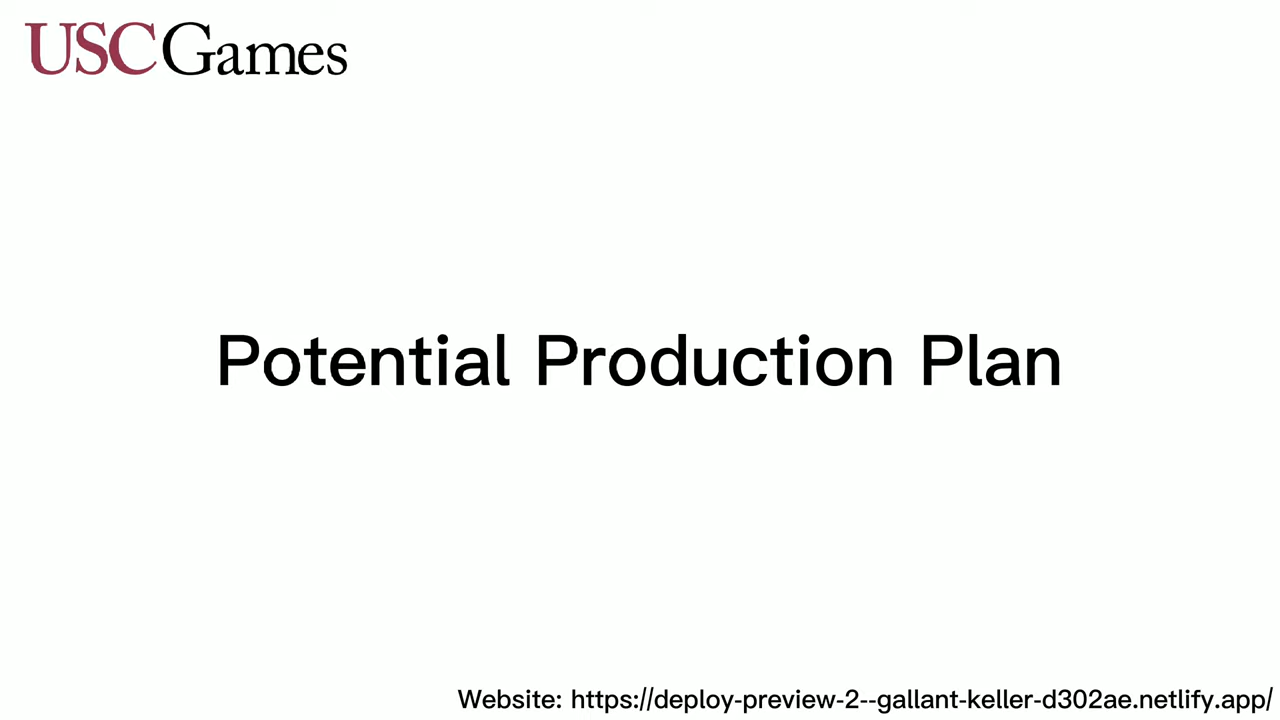 USC Games
Potential Production Plan
Website: https://deploy-preview-2--gallant-keller-d302ae.netlify.app/